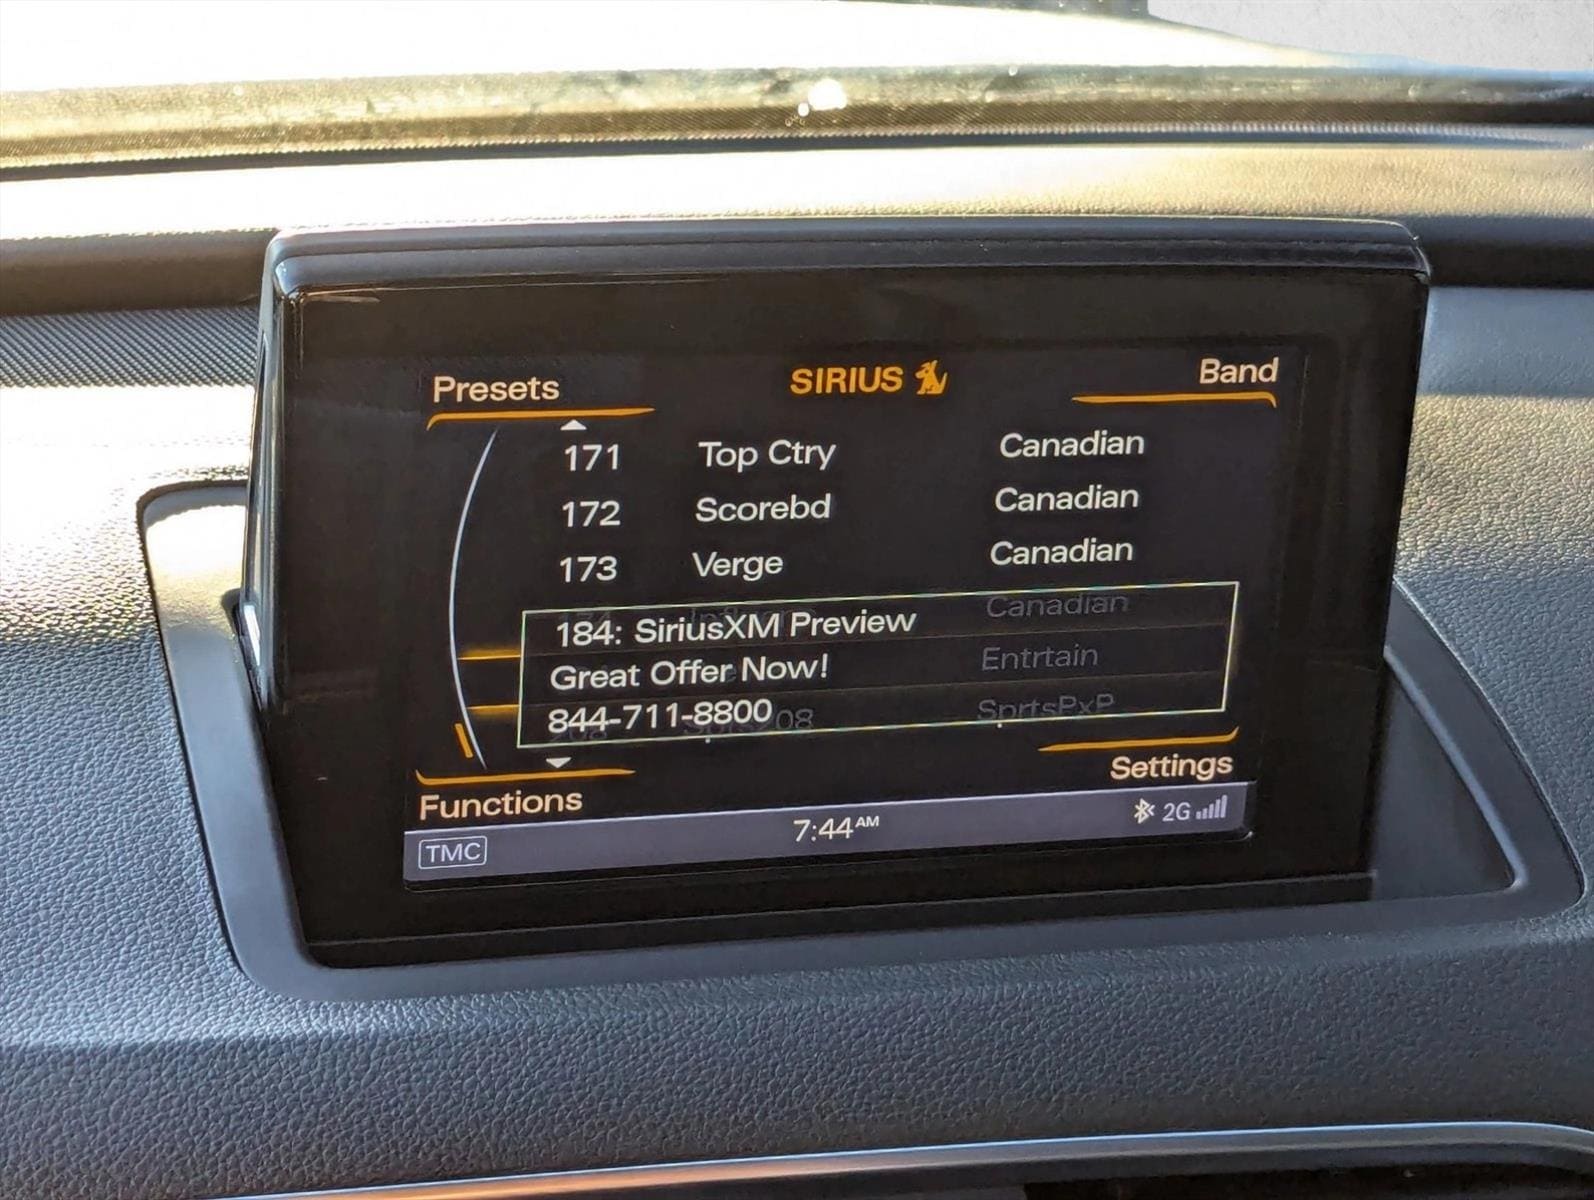 Presets SIRIUS Band
171 Top Ctry Canadian
172 Scorebd Canadian
173 Verge Canadian
Canadian
184: SiriusXM Preview
Great Offer Now!
Entrtain
844-711-8800
SprtsPxP
Settings
Functions
7:44AM
2G
TMC